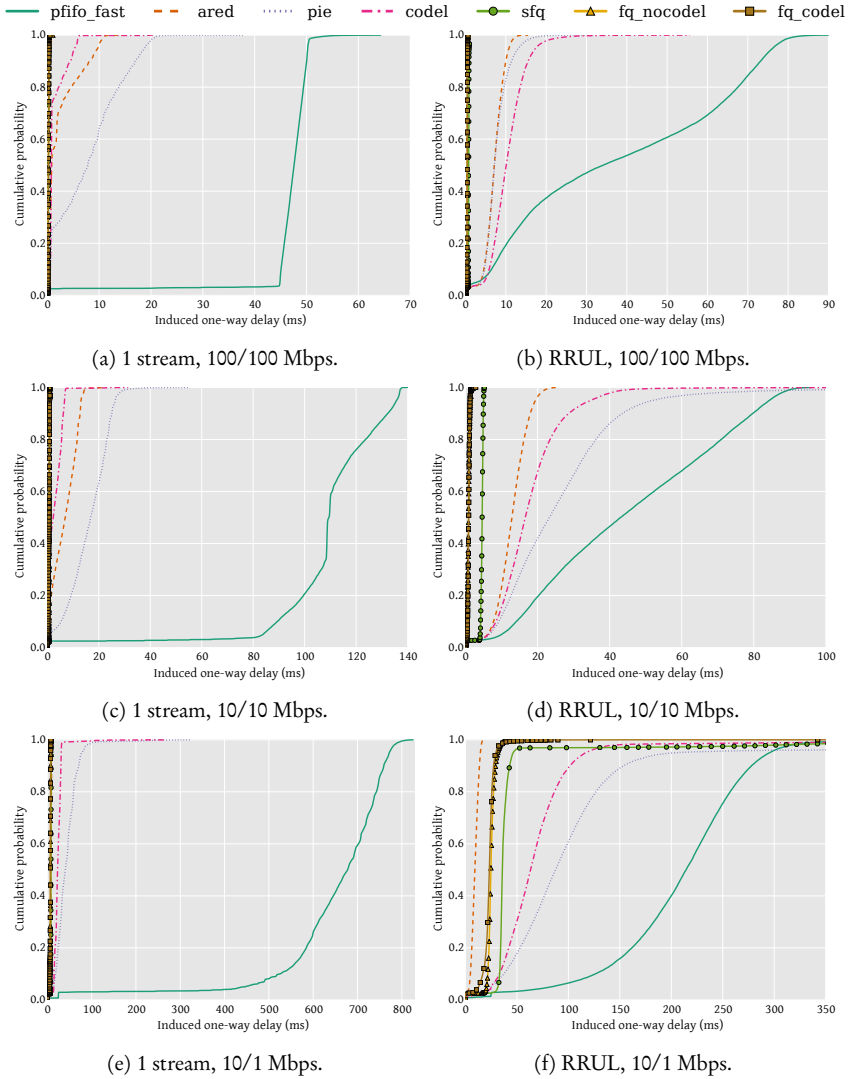 pfifo_fast ared pie codel sfq fq_nocodel fq_codel
1.0
0.8
0.6
0.4
0.2
0.0
Cumulative probability
0 10 20 30 40 50 60 70
Induced one-way delay (ms)
(a) 1 stream, 100/100 Mbps.
1.0
0.8
0.6
0.4
0.2
0.0
Cumulative probability
0 10 20 30 40 50 60 70 80 90
Induced one-way delay (ms)
(b) RRUL, 100/100 Mbps.
1.0
0.8
0.6
0.4
0.2
0.0
Cumulative probability
0 20 40 60 80 100 120 140
Induced one-way delay (ms)
(c) 1 stream, 10/10 Mbps.
1.0
0.8
0.6
0.4
0.2
0.0
Cumulative probability
0 20 40 60 80 100
Induced one-way delay (ms)
(d) RRUL, 10/10 Mbps.
1.0
0.8
0.6
0.4
0.2
0.0
Cumulative probability
0 100 200 300 400 500 600 700 800
Induced one-way delay (ms)
(e) 1 stream, 10/1 Mbps.
1.0
0.8
0.6
0.4
0.2
0.0
Cumulative probability
0 50 100 150 200 250 300 350
Induced one-way delay (ms)
(f) RRUL, 10/1 Mbps.